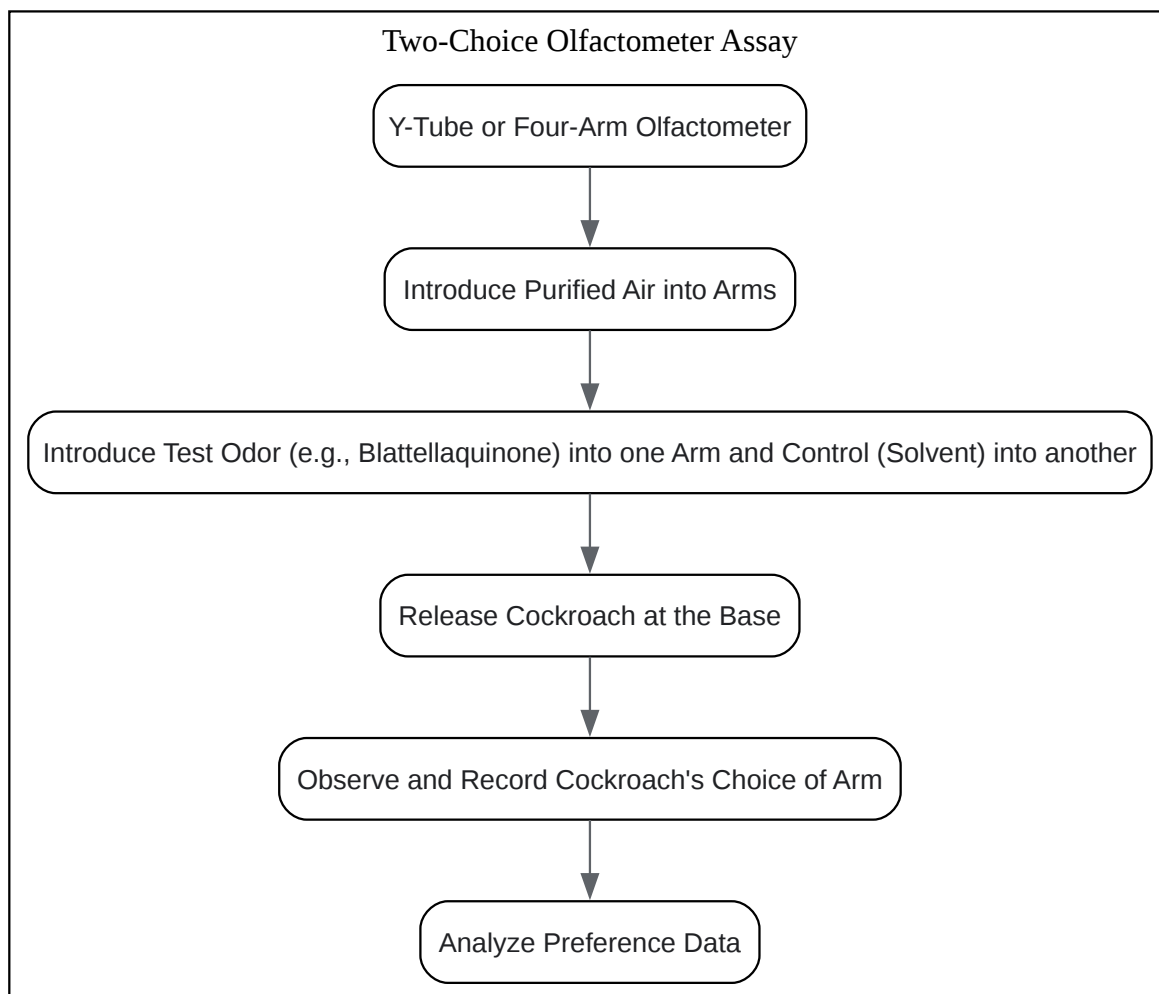 Two-Choice Olfactometer Assay
Y-Tube or Four-Arm Olfactometer
Introduce Purified Air into Arms
Introduce Test Odor (e.g., Blattellaquinone) into one Arm and Control (Solvent) into another
Release Cockroach at the Base
Observe and Record Cockroach's Choice of Arm
Analyze Preference Data